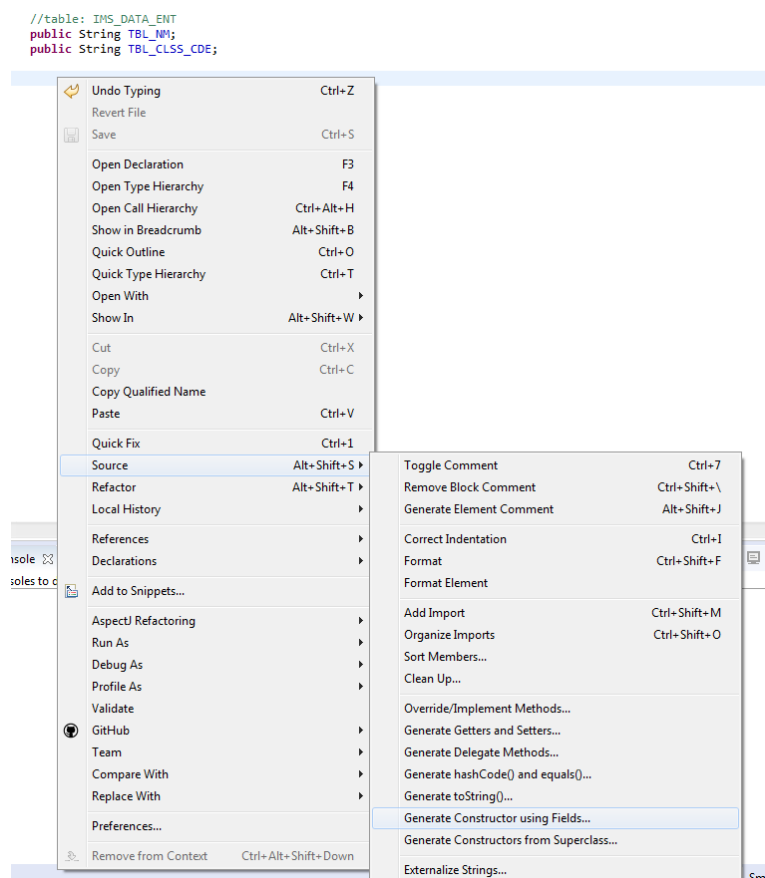 //table: IMS_DATA_ENT
public String TBL_NM;
public String TBL_CLSS_CDE;
Undo Typing Ctrl+Z
Revert File
Save Ctrl+S
Open Declaration F3
Open Type Hierarchy F4
Open Call Hierarchy Ctrl+Alt+H
Show in Breadcrumb Alt+Shift+B
Quick Outline Ctrl+O
Quick Type Hierarchy Ctrl+T
Open With
Show In Alt+Shift+W
Cut Ctrl+X
Copy Ctrl+C
Copy Qualified Name
Paste Ctrl+V
Quick Fix Ctrl+1
Source Alt+Shift+S
Refactor Alt+Shift+T
Local History
References
Declarations
Add to Snippets...
AspectJ Refactoring
Run As
Debug As
Profile As
Validate
GitHub
Team
Compare With
Replace With
Preferences...
Remove from Context Ctrl+Alt+Shift+Down
Toggle Comment Ctrl+7
Remove Block Comment Ctrl+Shift+\
Generate Element Comment Alt+Shift+J
Correct Indentation Ctrl+I
Format Ctrl+Shift+F
Format Element
Add Import Ctrl+Shift+M
Organize Imports Ctrl+Shift+O
Sort Members...
Clean Up...
Override/Implement Methods...
Generate Getters and Setters...
Generate Delegate Methods...
Generate hashCode() and equals()...
Generate toString()...
Generate Constructor using Fields...
Generate Constructors from Superclass...
Externalize Strings...
nsole
soles to d
Sm